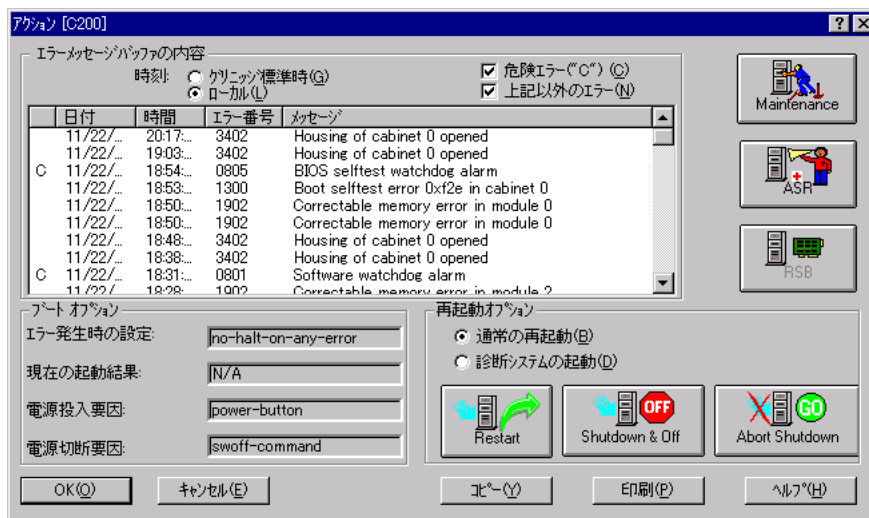 アクション [C200]
エラーメッセージバッファの内容
時刻: グリニッジ標準時(G)
ローカル(L)
危険エラー("C") (C)
上記以外のエラー(N)
日付 時間 エラー番号 メッセージ
11/22/... 20:17:... 3402 Housing of cabinet 0 opened
11/22/... 19:03:... 3402 Housing of cabinet 0 opened
C 11/22/... 18:54:... 0805 BIOS selftest watchdog alarm
11/22/... 18:53:... 1300 Boot selftest error 0xf2e in cabinet 0
11/22/... 18:50:... 1902 Correctable memory error in module 0
11/22/... 18:50:... 1902 Correctable memory error in module 0
11/22/... 18:48:... 3402 Housing of cabinet 0 opened
11/22/... 18:38:... 3402 Housing of cabinet 0 opened
C 11/22/... 18:31:... 0801 Software watchdog alarm
11/22/... 18:28:... 1902 Correctable memory error in module 2
Maintenance
ASR
RSB
ブート オプション
エラー発生時の設定: no-halt-on-any-error
現在の起動結果: N/A
電源投入要因: power-button
電源切断要因: swoff-command
再起動オプション
通常の再起動(B)
診断システムの起動(D)
Restart
OFF
Shutdown & Off
GO
Abort Shutdown
OK(O)
キャンセル(E)
コピー(Y)
印刷(P)
ヘルプ(H)